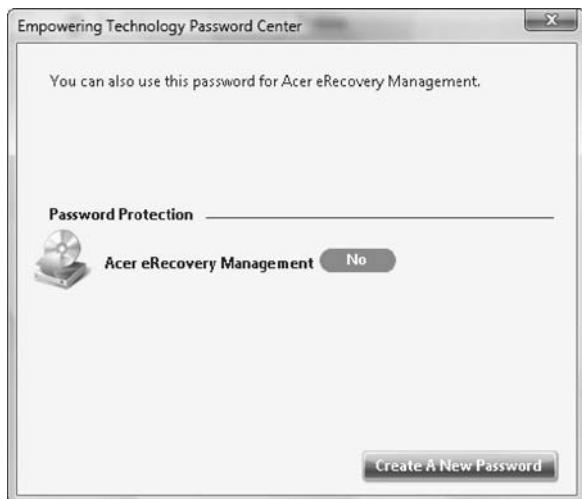 Empowering Technology Password Center
You can also use this password for Acer eRecovery Management.
Password Protection
Acer eRecovery Management No
Create A New Password